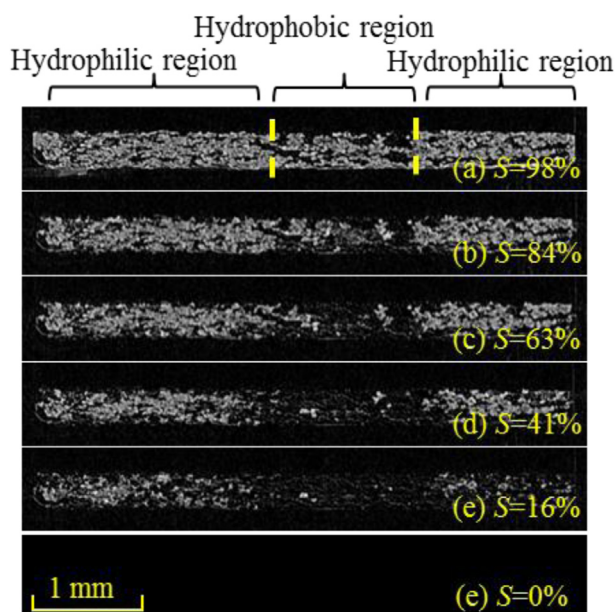 Hydrophobic region
Hydrophilic region
Hydrophilic region
(a) S=98%
(b) S=84%
(c) S=63%
(d) S=41%
(e) S=16%
1 mm
(e) S=0%